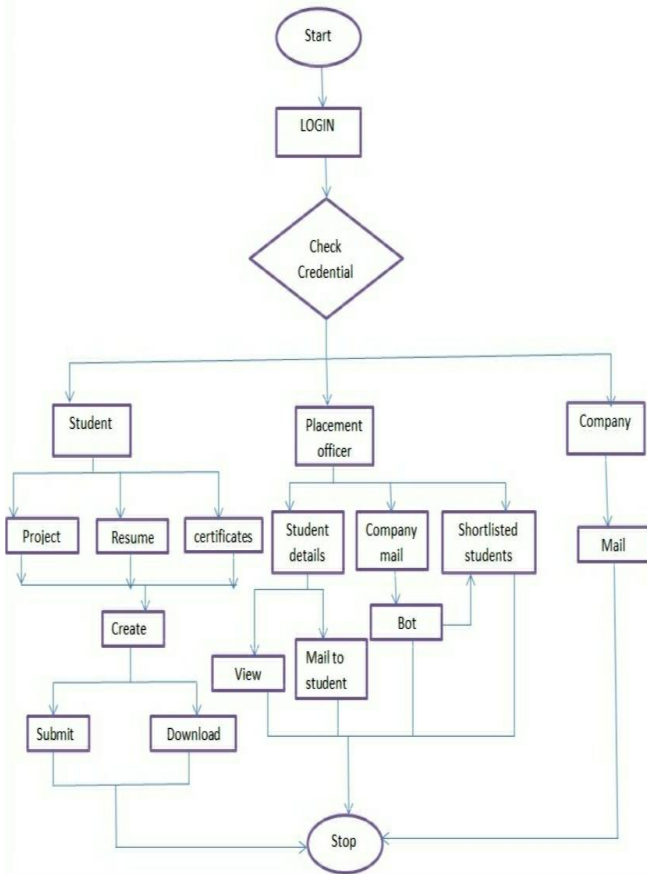 Start
LOGIN
Check
Credential
Student
Placement
officer
Company
Project
Resume
certificates
Student
details
Company
mail
Shortlisted
students
Mail
Create
Bot
View
Mail to
student
Submit
Download
Stop